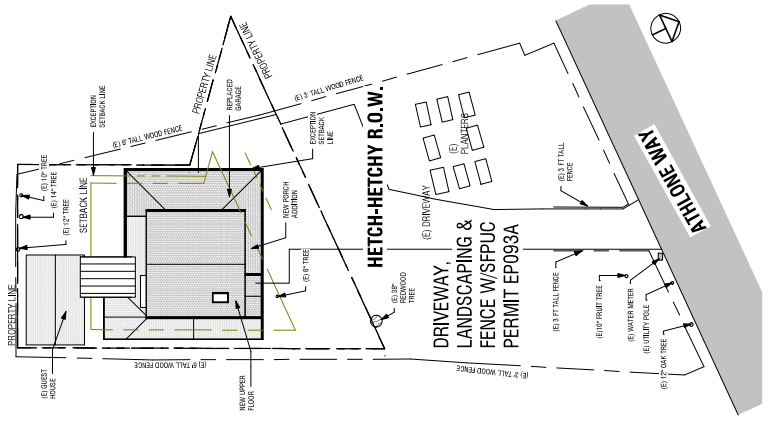 PROPERTY LINE
(E) 10" TREE
(E) 14" TREE
(E) 12" TREE
SETBACK LINE
EXCEPTION
SETBACK LINE
(E) 6' TALL WOOD FENCE
PROPERTY LINE
PROPERTY LINE
REPLACED
GARAGE
(E) 3' TALL WOOD FENCE
EXCEPTION
SETBACK
LINE
NEW PORCH
ADDITION
HETCH-HETCHY R.O.W.
(E) DRIVEWAY
(E)
PLANTERS
(E) 3 FT TALL
FENCE
ATHLONE WAY
(E) GUEST
HOUSE
(E) 6' TALL WOOD FENCE
NEW UPPER
FLOOR
(E) 8" TREE
(E) 38"
REDWOOD
TREE
DRIVEWAY,
LANDSCAPING &
FENCE W/SFPUC
PERMIT EP093A
(E) 3' TALL WOOD FENCE
(E) 3 FT TALL FENCE
(E)10" FRUIT TREE
(E) WATER METER
(E) UTILITY POLE
(E) 12" OAK TREE